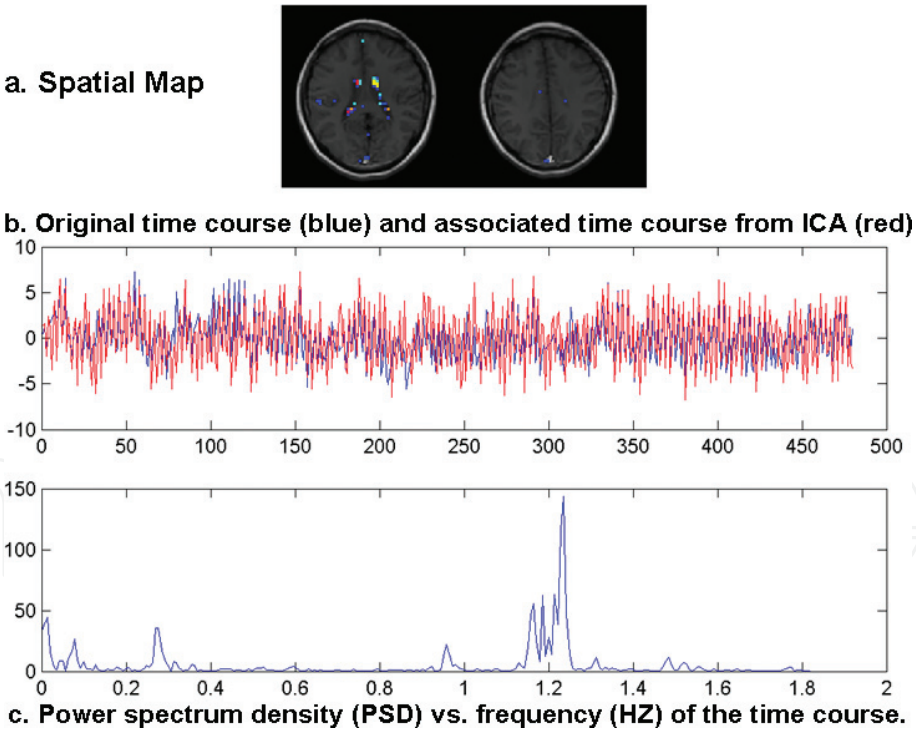 a. Spatial Map
b. Original time course (blue) and associated time course from ICA (red)
10
5
0
-5
-10
0 50 100 150 200 250 300 350 400 450 500
150
100
50
0
0 0.2 0.4 0.6 0.8 1 1.2 1.4 1.6 1.8 2
c. Power spectrum density (PSD) vs. frequency (HZ) of the time course.